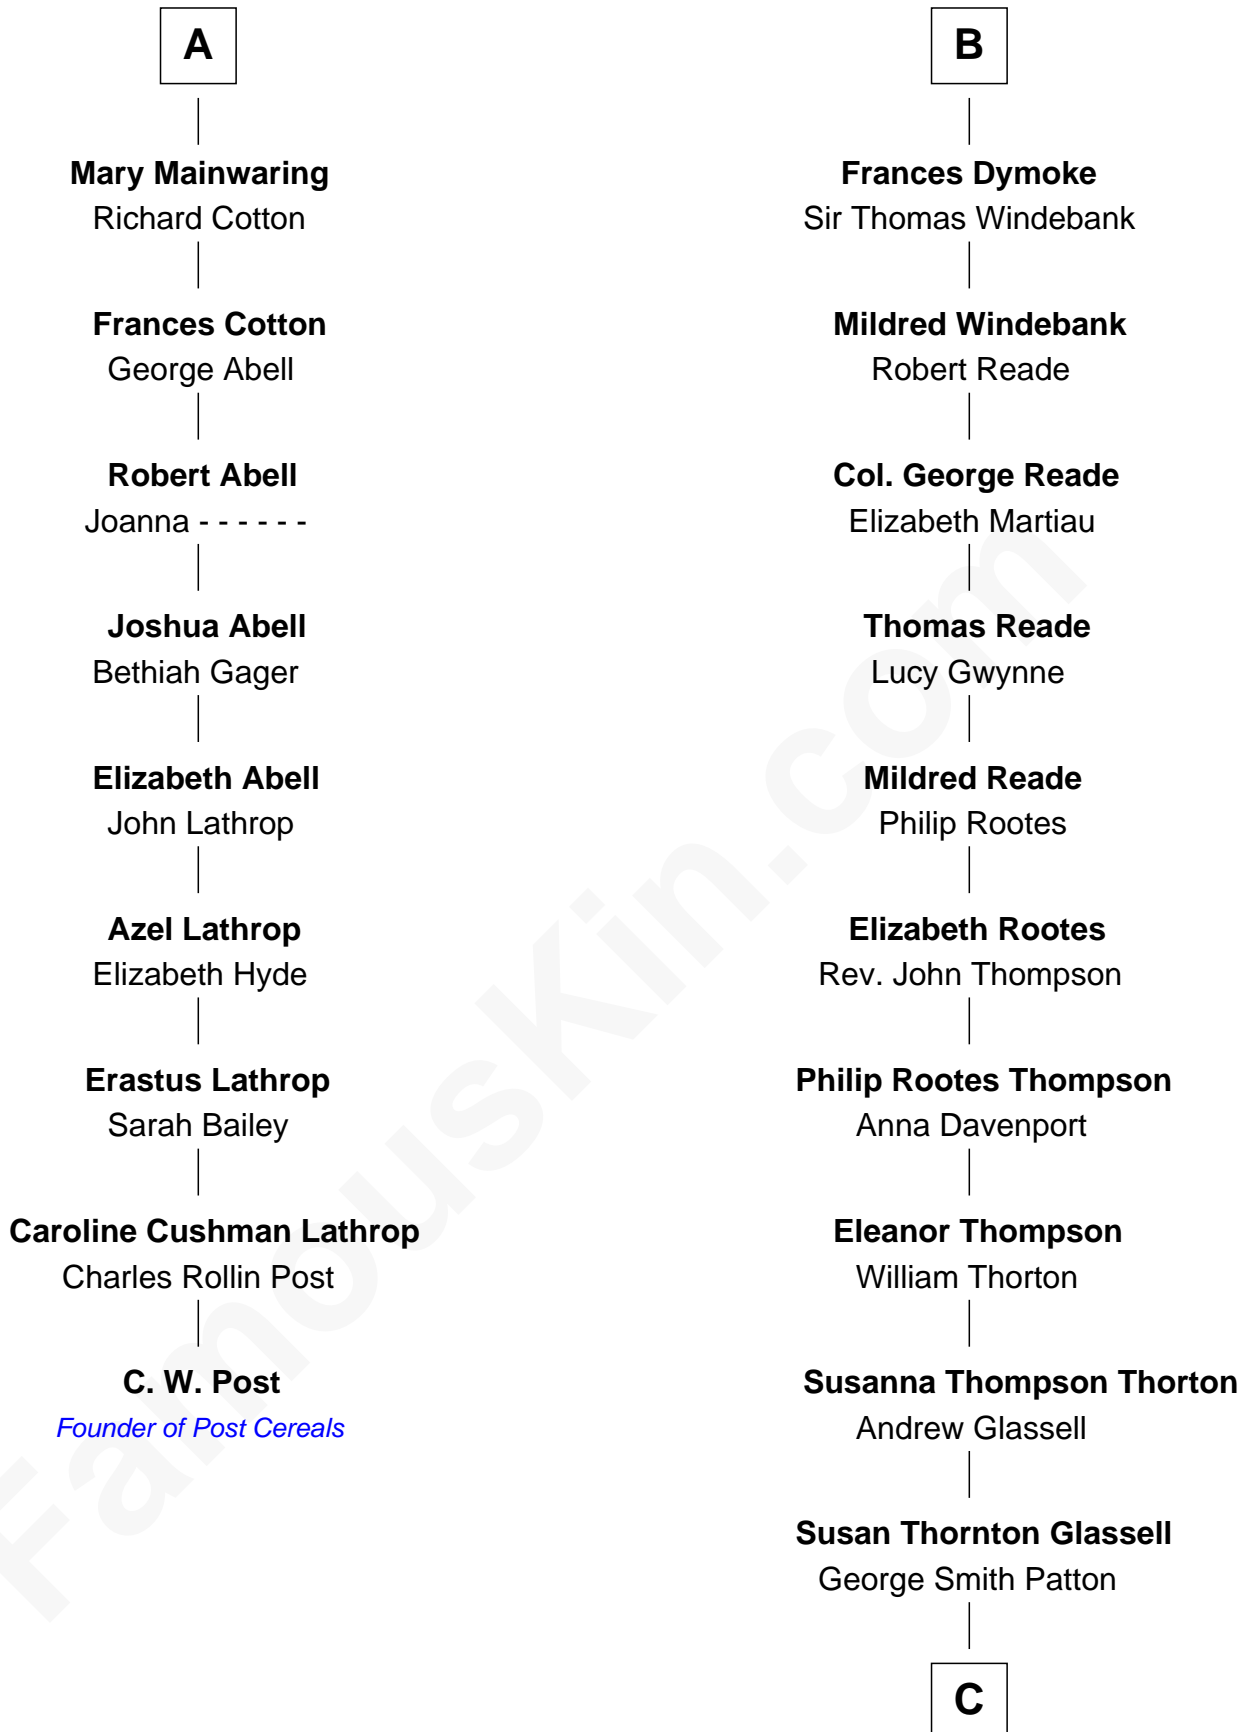 A
Mary Mainwaring
Richard Cotton
Frances Cotton
George Abell
Robert Abell
Joanna - - - - - -
Joshua Abell
Bethiah Gager
Elizabeth Abell
John Lathrop
Azel Lathrop
Elizabeth Hyde
Erastus Lathrop
Sarah Bailey
Caroline Cushman Lathrop
Charles Rollin Post
C. W. Post
Founder of Post Cereals
B
Frances Dymoke
Sir Thomas Windebank
Mildred Windebank
Robert Reade
Col. George Reade
Elizabeth Martiau
Thomas Reade
Lucy Gwynne
Mildred Reade
Philip Rootes
Elizabeth Rootes
Rev. John Thompson
Philip Rootes Thompson
Anna Davenport
Eleanor Thompson
William Thorton
Susanna Thompson Thorton
Andrew Glassell
Susan Thornton Glassell
George Smith Patton
C
FamousKin.com